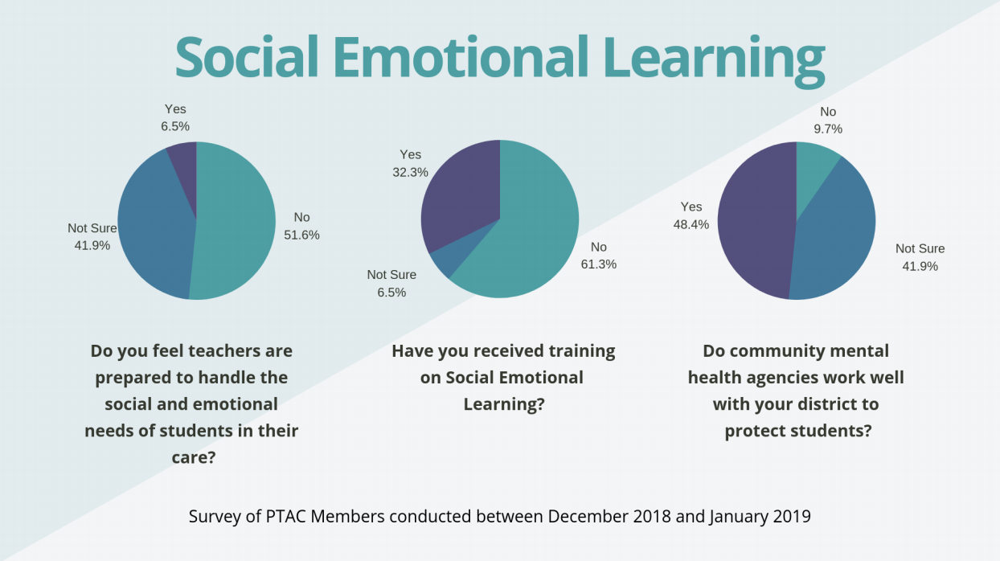 Social Emotional Learning
Yes
6.5%
Not Sure
41.9%
No
51.6%
Yes
32.3%
Not Sure
6.5%
No
61.3%
No
9.7%
Yes
48.4%
Not Sure
41.9%
Do you feel teachers are
prepared to handle the
social and emotional
needs of students in their
care?
Have you received training
on Social Emotional
Learning?
Do community mental
health agencies work well
with your district to
protect students?
Survey of PTAC Members conducted between December 2018 and January 2019